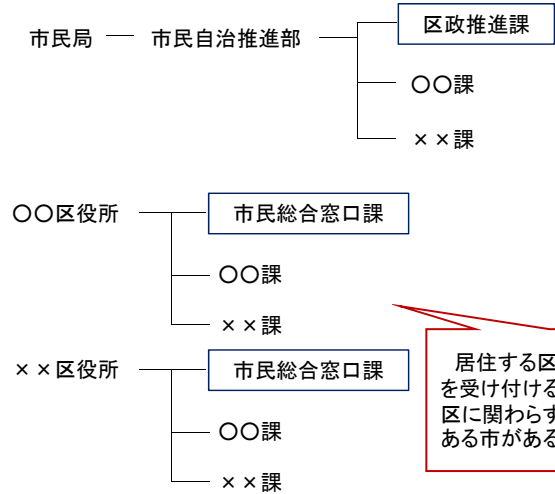 市民局 市民自治推進部 区政推進課
〇〇課
××課
〇〇区役所 市民総合窓口課
〇〇課
××課
××区役所 市民総合窓口課
〇〇課
××課
居住する区
を受け付ける
区に関わらず
ある市がある